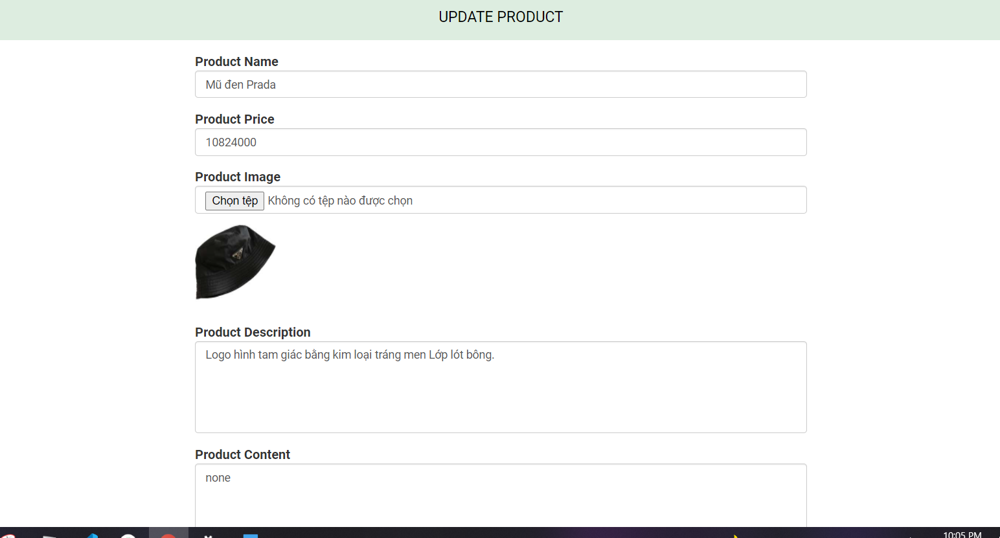 UPDATE PRODUCT
Product Name
Mũ đen Prada
Product Price
10824000
Product Image
Chọn tệp Không có tệp nào được chọn
Product Description
Logo hình tam giác bằng kim loại tráng men Lớp lót bông.
Product Content
none
10:05 PM